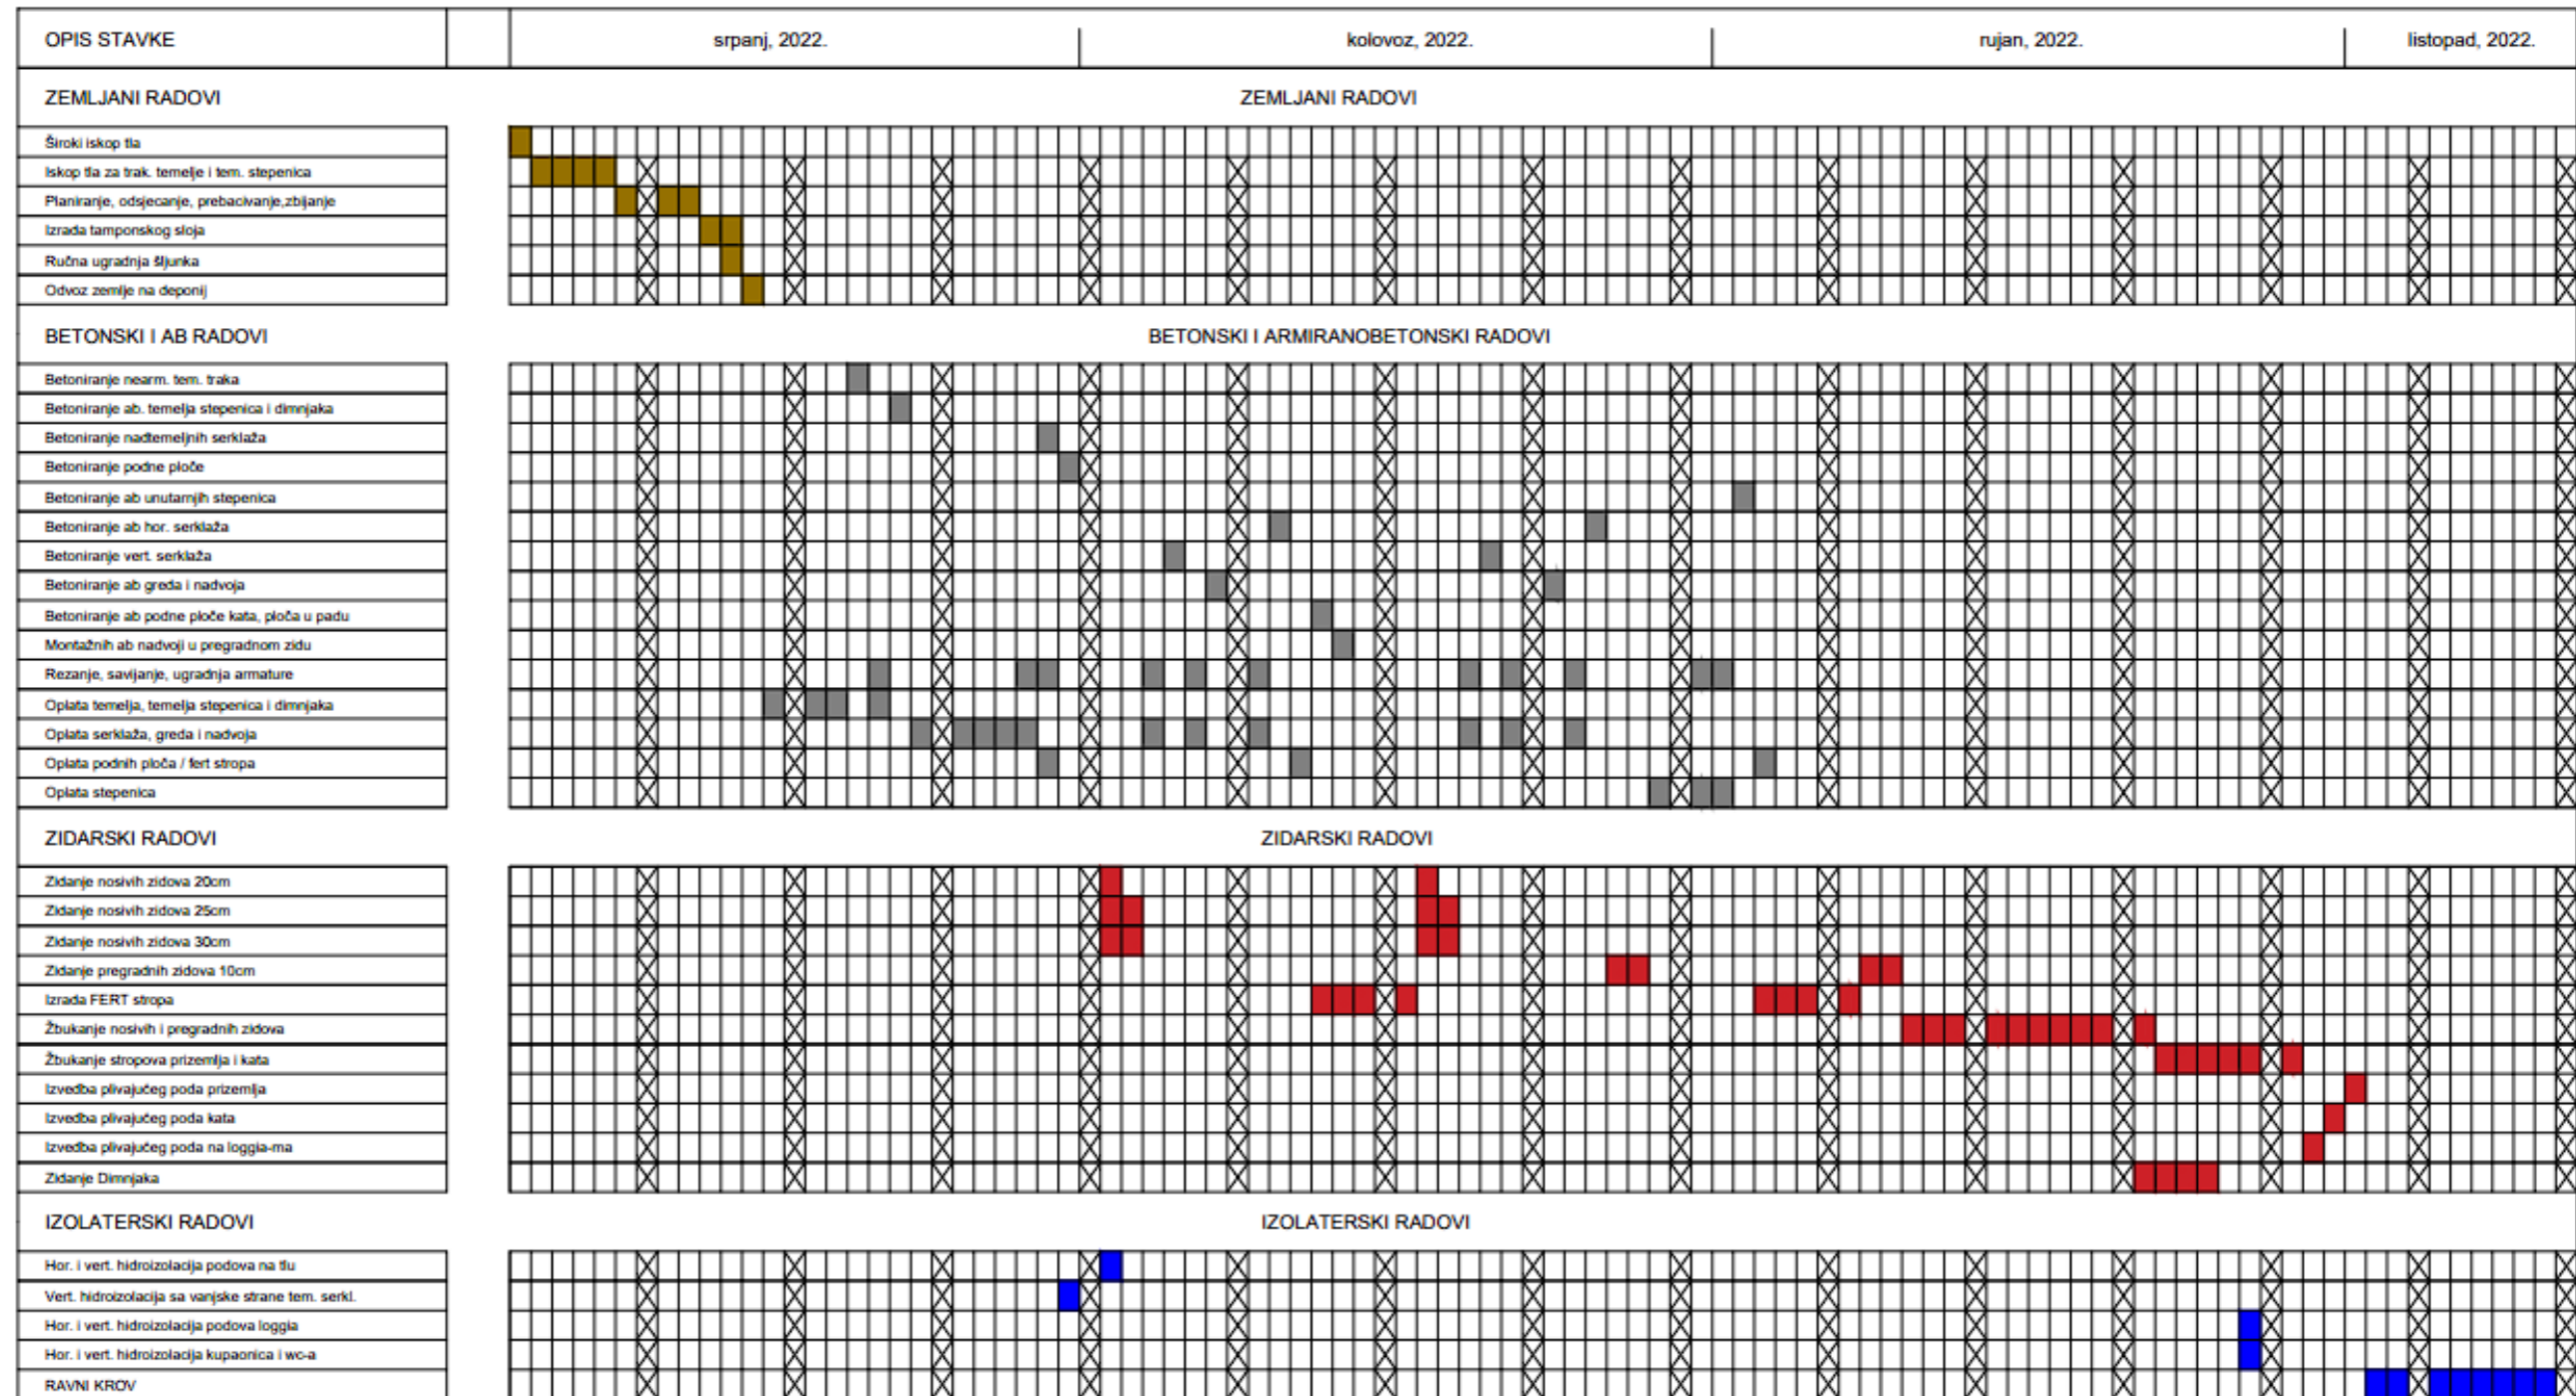 OPIS STAVKE srpanj, 2022. kolovoz, 2022. rujan, 2022. listopad, 2022.
ZEMLJANI RADOVI ZEMLJANI RADOVI
Široki iskop tla
Iskop tla za trak. temelje i tem. stepenica
Planiranje, odsjecanje, prebacivanje,zbijanje
Izrada tamponskog sloja
Ručna ugradnja šljunka
Odvoz zemlje na deponij
BETONSKI I AB RADOVI BETONSKI I ARMIRANOBETONSKI RADOVI
Betoniranje nearm. tem. traka
Betoniranje ab. temelja stepenica i dimnjaka
Betoniranje nadtemeljnih serklaža
Betoniranje podne ploče
Betoniranje ab unutarnjih stepenica
Betoniranje ab hor. serklaža
Betoniranje vert. serklaža
Betoniranje ab greda i nadvoja
Betoniranje ab podne ploče kata, ploča u padu
Montažnih ab nadvoji u pregradnom zidu
Rezanje, savijanje, ugradnja armature
Oplata temelja, temelja stepenica i dimnjaka
Oplata serklaža, greda i nadvoja
Oplata podnih ploča / fert stropa
Oplata stepenica
ZIDARSKI RADOVI ZIDARSKI RADOVI
Zidanje nosivih zidova 20cm
Zidanje nosivih zidova 25cm
Zidanje nosivih zidova 30cm
Zidanje pregradnih zidova 10cm
Izrada FERT stropa
Žbukanje nosivih i pregradnih zidova
Žbukanje stropova prizemlja i kata
Izvedba plivajućeg poda prizemlja
Izvedba plivajućeg poda kata
Izvedba plivajućeg poda na loggia-ma
Zidanje Dimnjaka
IZOLATERSKI RADOVI IZOLATERSKI RADOVI
Hor. i vert. hidroizolacija podova na tlu
Vert. hidroizolacija sa vanjske strane tem. serkl.
Hor. i vert. hidroizolacija podova loggia
Hor. i vert. hidroizolacija kupaonica i wc-a
RAVNI KROV